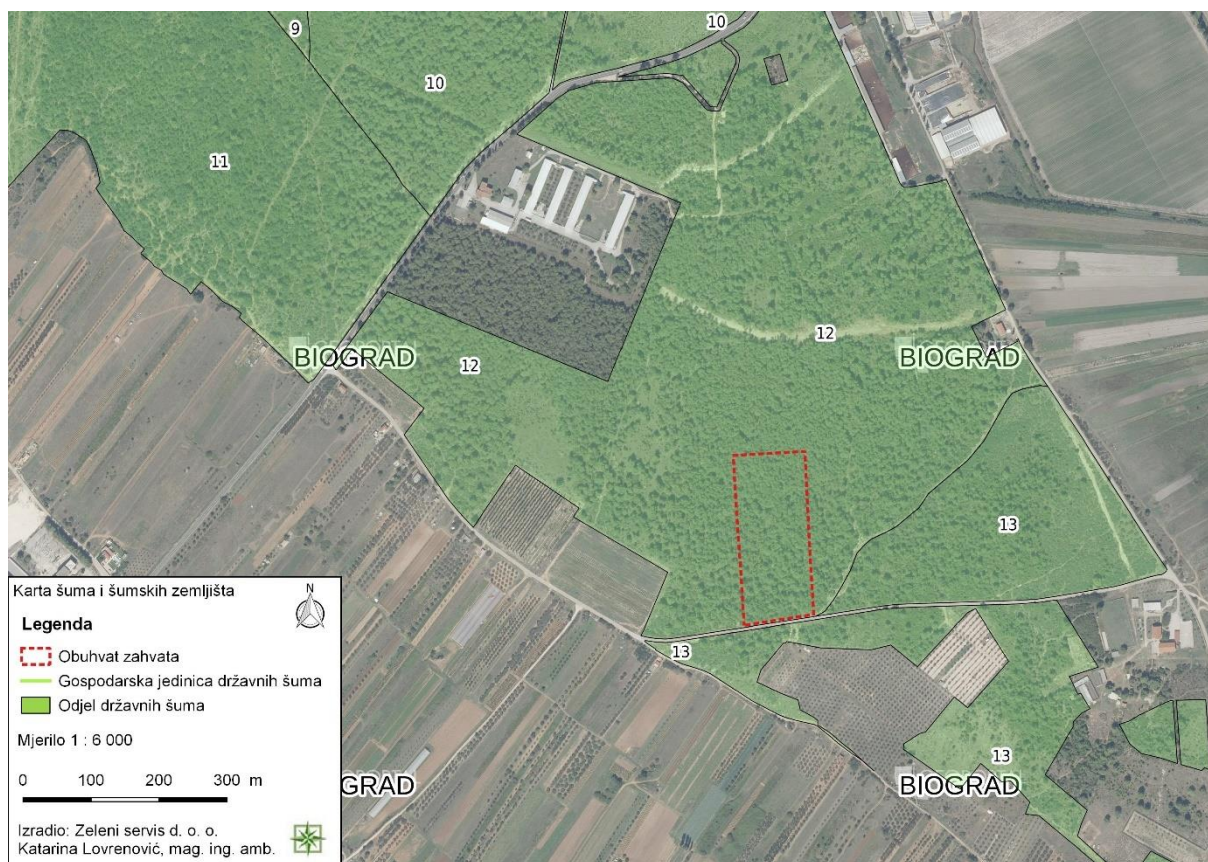 9
10
10
11
12
BIOGRAD
12
BIOGRAD
13
13
13
GRAD
BIOGRAD
Karta šuma i šumskih zemljišta
N
Legenda
Obuhvat zahvata
Gospodarska jedinica državnih šuma
Odjel državnih šuma
Mjerilo 1 : 6 000
0 100 200 300 m
Izradio: Zeleni servis d. o. o.
Katarina Lovrenović, mag. ing. amb.